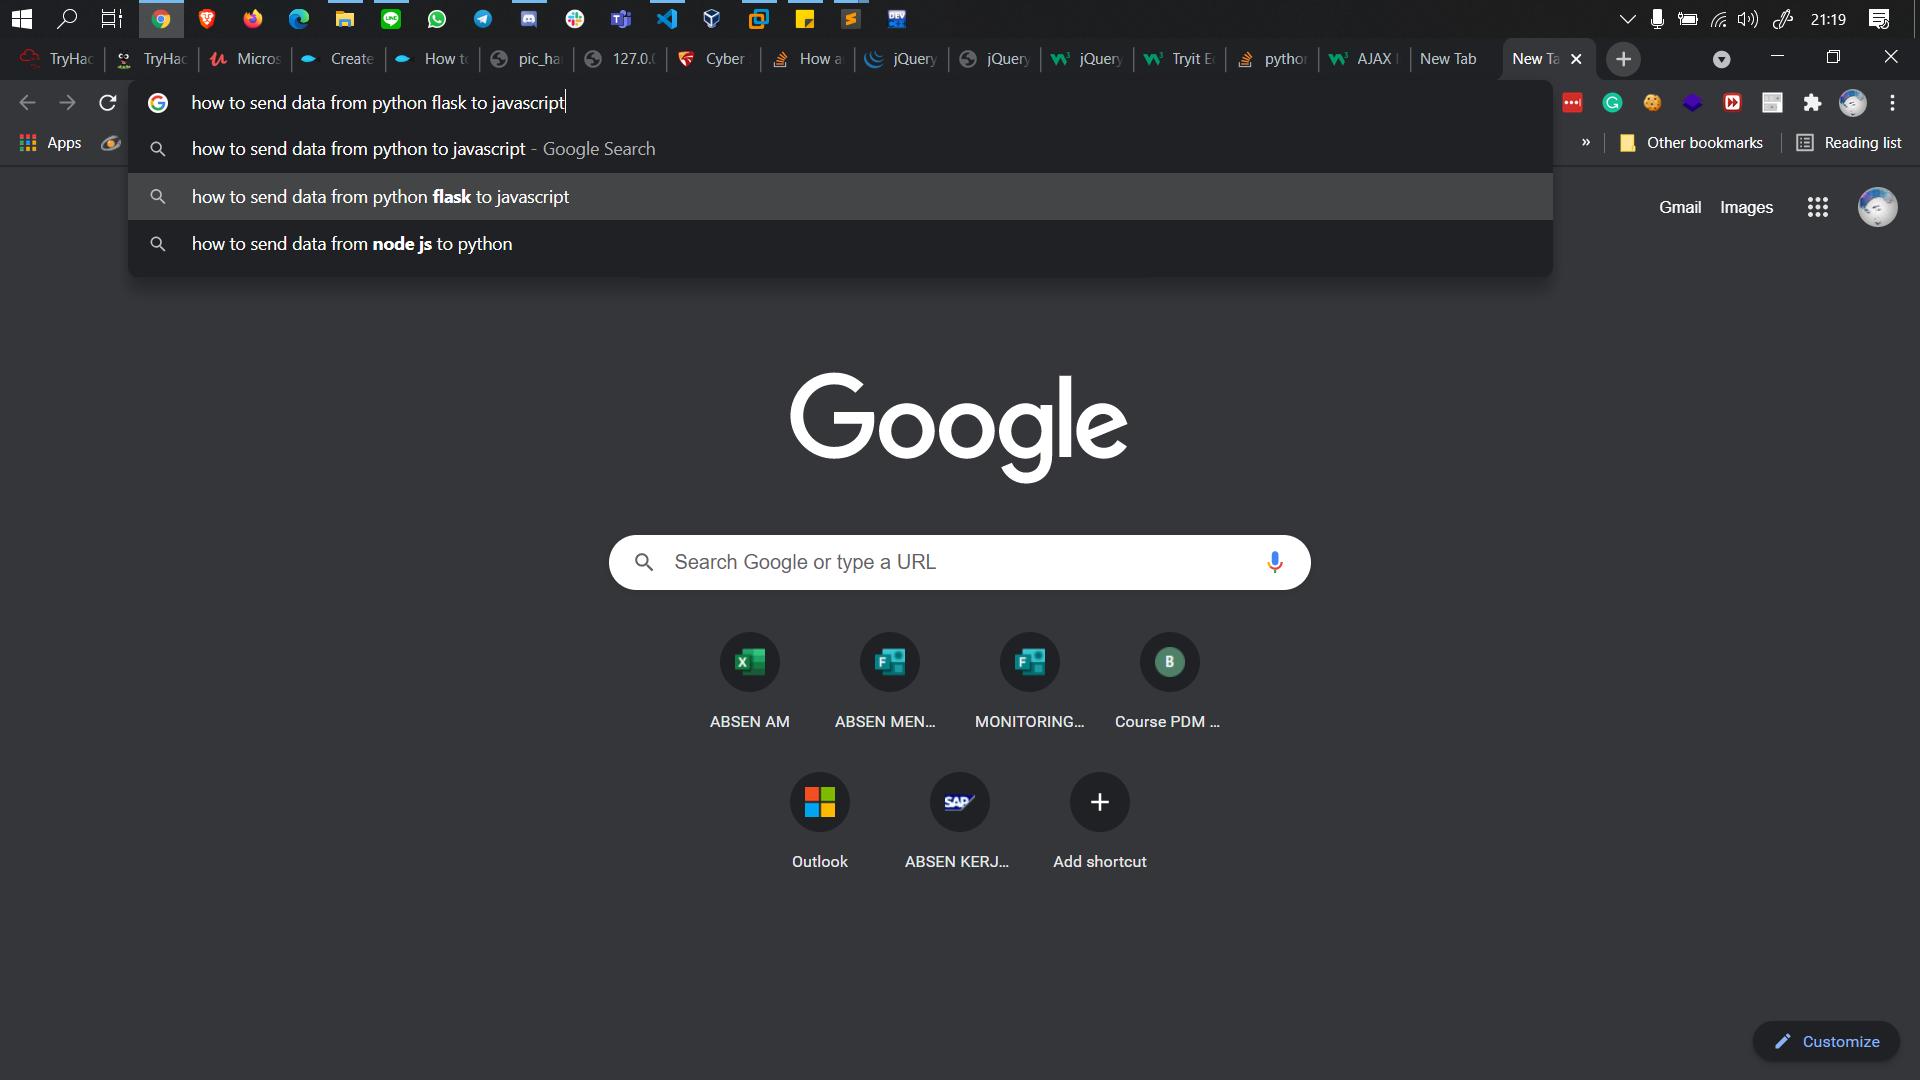 21:19
TryHac
TryHac
Micros
Create
How to
pic_ha
127.0.0
Cyber
How a
jQuery
jQuery
jQuery
Tryit E
python
AJAX
New Tab
New Ta
how to send data from python flask to javascript
Apps
Other bookmarks
Reading list
how to send data from python to javascript - Google Search
how to send data from python flask to javascript
how to send data from node js to python
Gmail
Images
Google
Search Google or type a URL
X
F
F
B
ABSEN AM
ABSEN MEN...
MONITORING...
Course PDM ...
SAP
Outlook
ABSEN KERJ...
Add shortcut
Customize